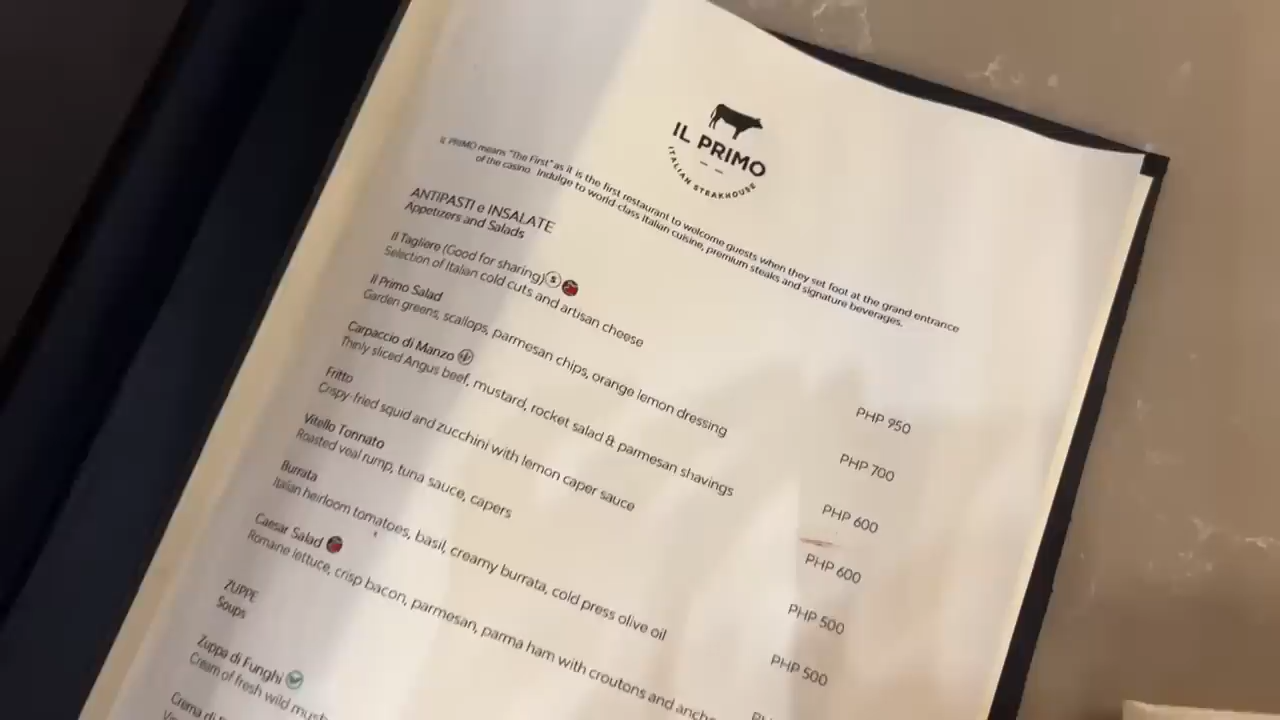 IL PRIMO
ITALIAN STEAKHOUSE
IL PRIMO means "The First" as it is the first restaurant to welcome guests when they set foot at the grand entrance
of the casino. Indulge to world-class Italian cuisine, premium steaks and signature beverages.
ANTIPASTI e INSALATE
Appetizers and Salads
Il Tagliere (Good for sharing) S
Selection of Italian cold cuts and artisan cheese
PHP 950
Il Primo Salad
Garden greens, scallops, parmesan chips, orange lemon dressing
PHP 700
Carpaccio di Manzo
Thinly sliced Angus beef, mustard, rocket salad & parmesan shavings
PHP 600
Fritto
Crispy-fried squid and zucchini with lemon caper sauce
PHP 600
Vitello Tonnato
Roasted veal rump, tuna sauce, capers
PHP 500
Burrata
Italian heirloom tomatoes, basil, creamy burrata, cold press olive oil
PHP 500
Caesar Salad
Romaine lettuce, crisp bacon, parmesan, parma ham with croutons and
ZUPPE
Soups
Zuppa di Funghi
Cream of fresh wild
Crema di